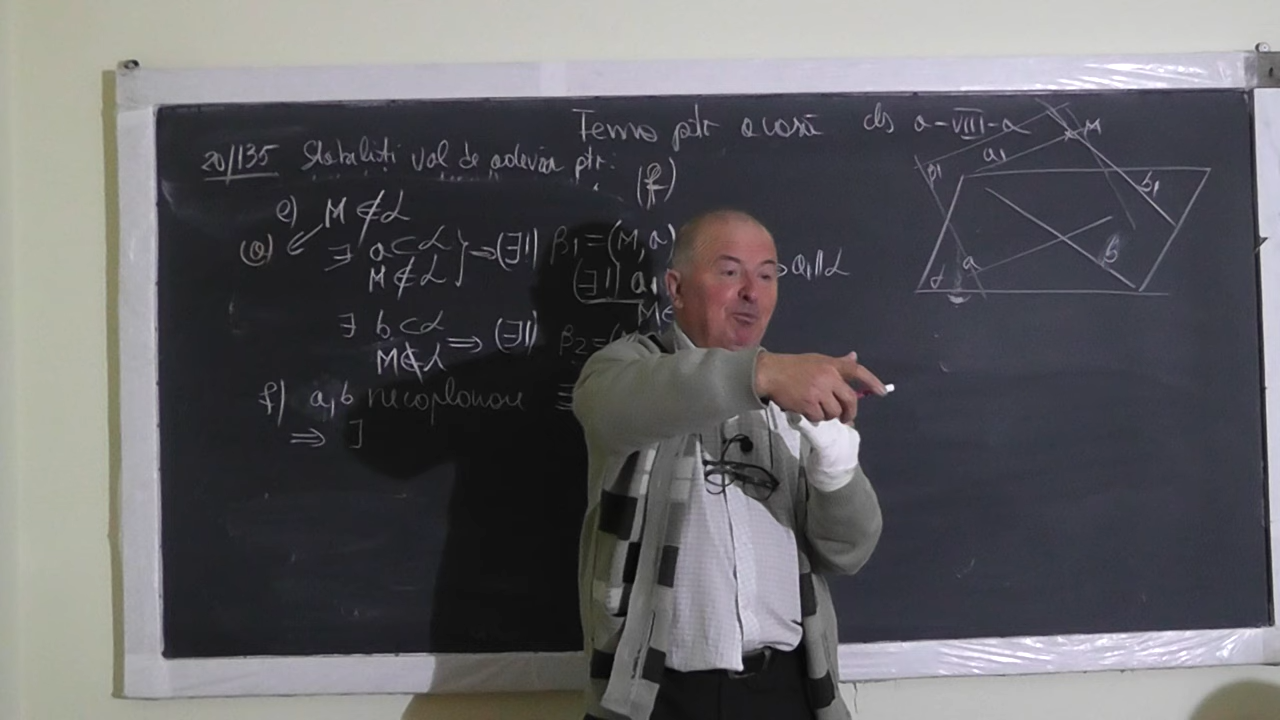 Temo ptr acasă cls a-VIII-a
20/135 Stabiliți val de adevăr ptr:
e) M ∉ α (f)
(a) ∃ a ⊂ α } ⇒ (∃!) β1 = (M, a)
M ∉ α (∃!) a1 ⇒ a1 ∥ α
M ∈
∃ b ⊂ α ⇒ (∃!) β2 = (
M ∉ α
f) a, b necoplanare ∃
⇒ ∃
M
a1
β1
b1
b
a
α